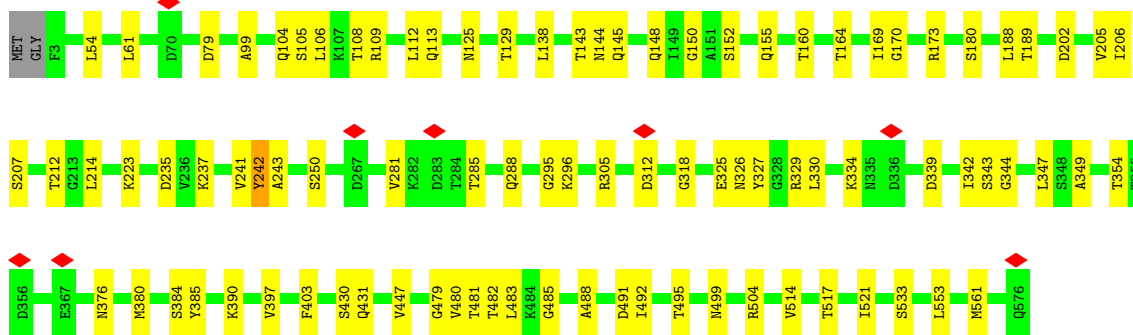 MET GLY F3 L54 L61 D70 D79 A99 Q104 S105 L106 K107 T108 R109 L112 Q113 N125 T129 L138 T143 N144 Q145 Q148 I149 G150 A151 S152 Q155 T160 T164 I169 G170 R173 S180 L188 T189 D202 V205 I206
S207 T212 G213 L214 K223 D235 V236 K237 V241 Y242 A243 S250 D267 V281 K282 D283 T284 T285 Q288 G295 K296 R305 D312 G318 E325 N326 Y327 G328 R329 L330 K334 N335 D336 D339 I342 S343 G344 L347 S348 A349 T354
D356 E367 N376 M380 S384 Y385 K390 V397 F403 S430 Q431 V447 G479 V480 T481 T482 L483 K484 G485 A488 D491 I492 T495 N499 R504 V514 T517 I521 S533 L553 M561 Q576